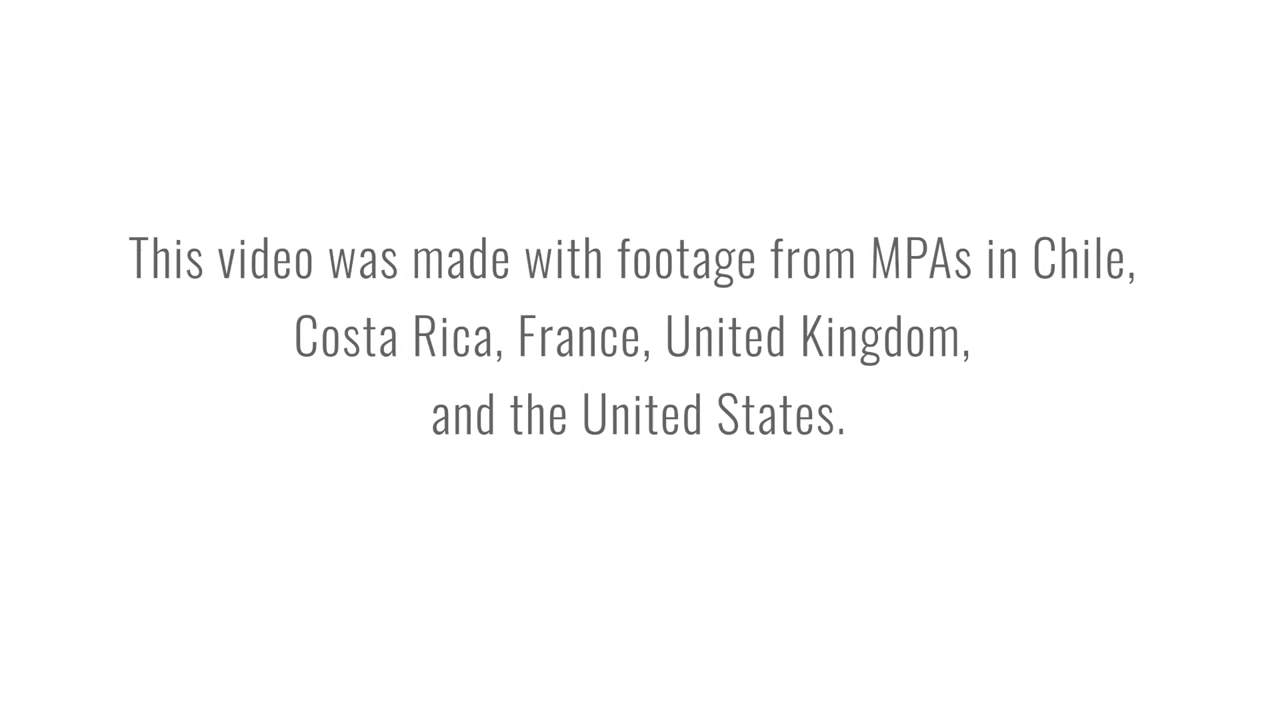 This video was made with footage from MPAs in Chile,
Costa Rica, France, United Kingdom,
and the United States.